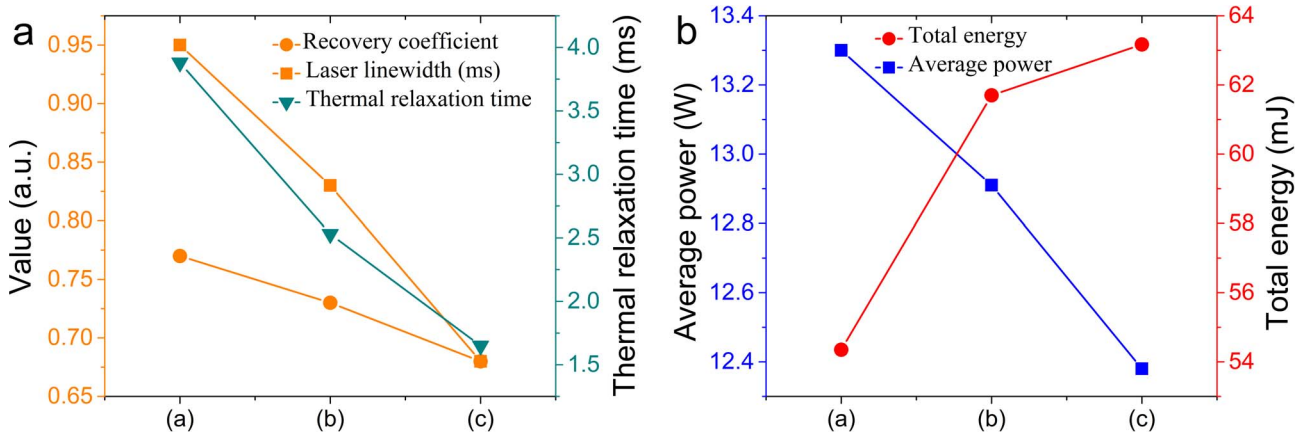 a
Recovery coefficient
Laser linewidth (ms)
Thermal relaxation time
Value (a.u.)
0.95
0.90
0.85
0.80
0.75
0.70
0.65
Thermal relaxation time (ms)
4.0
3.5
3.0
2.5
2.0
1.5
(a) (b) (c)
b
Total energy
Average power
Average power (W)
13.4
13.2
13.0
12.8
12.6
12.4
Total energy (mJ)
64
62
60
58
56
54
(a) (b) (c)